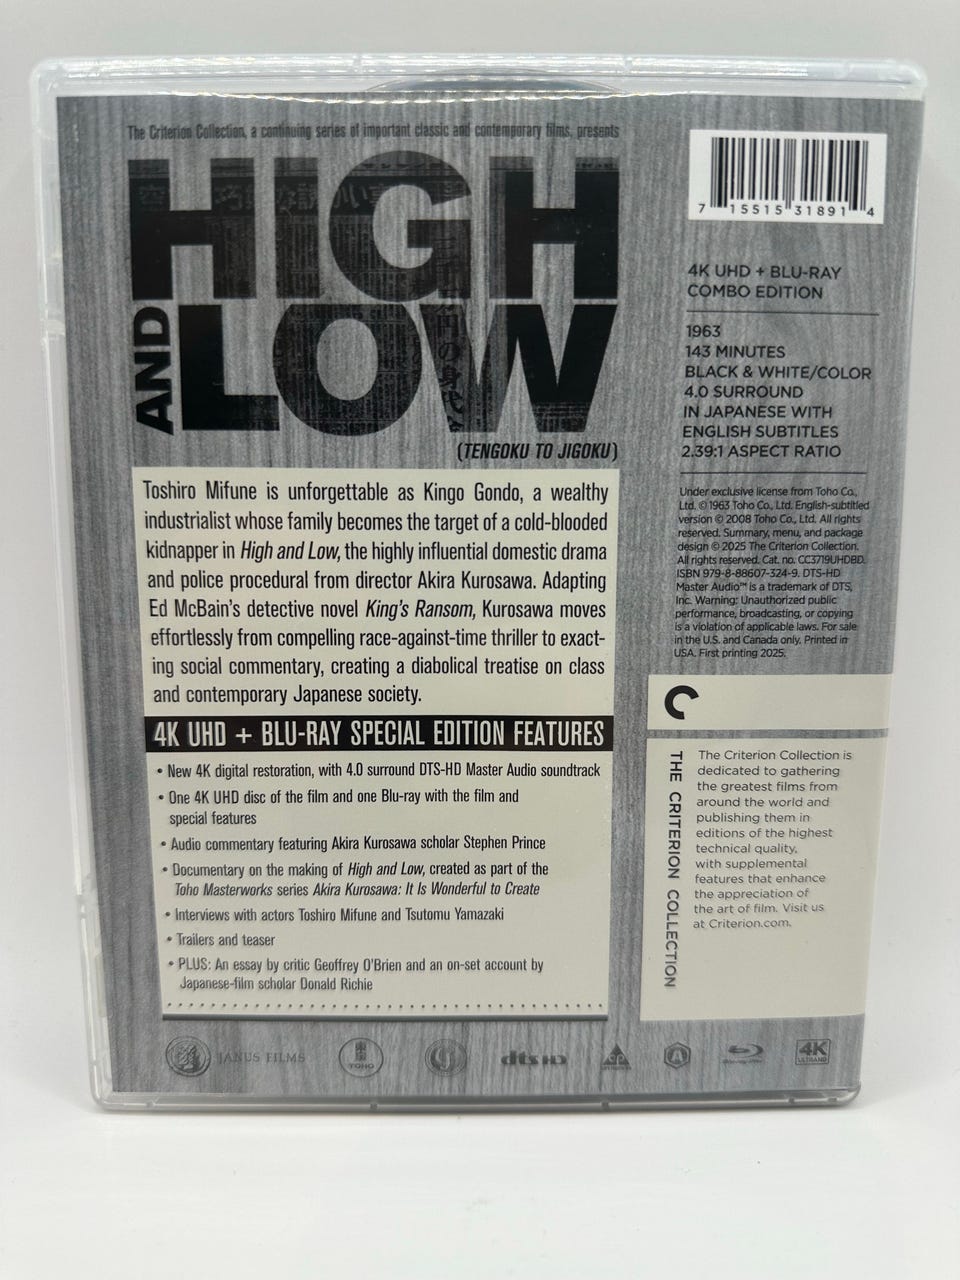 The Criterion Collection, a continuing series of important classic and contemporary films, presents
HIGH
AND LOW
(TENGOKU TO JIGOKU)
Toshiro Mifune is unforgettable as Kingo Gondo, a wealthy
industrialist whose family becomes the target of a cold-blooded
kidnapper in High and Low, the highly influential domestic drama
and police procedural from director Akira Kurosawa. Adapting
Ed McBain's detective novel King's Ransom, Kurosawa moves
effortlessly from compelling race-against-time thriller to exact-
ing social commentary, creating a diabolical treatise on class
and contemporary Japanese society.
4K UHD + BLU-RAY SPECIAL EDITION FEATURES
• New 4K digital restoration, with 4.0 surround DTS-HD Master Audio soundtrack
• One 4K UHD disc of the film and one Blu-ray with the film and
special features
• Audio commentary featuring Akira Kurosawa scholar Stephen Prince
• Documentary on the making of High and Low, created as part of the
Toho Masterworks series Akira Kurosawa: It Is Wonderful to Create
• Interviews with actors Toshiro Mifune and Tsutomu Yamazaki
• Trailers and teaser
• PLUS: An essay by critic Geoffrey O'Brien and an on-set account by
Japanese-film scholar Donald Richie
7 15515 31891 4
4K UHD + BLU-RAY
COMBO EDITION
1963
143 MINUTES
BLACK & WHITE/COLOR
4.0 SURROUND
IN JAPANESE WITH
ENGLISH SUBTITLES
2.39:1 ASPECT RATIO
Under exclusive license from Toho Co.,
Ltd. © 1963 Toho Co., Ltd. English-subtitled
version © 2008 Toho Co., Ltd. All rights
reserved. Summary, menu, and package
design © 2025 The Criterion Collection.
All rights reserved. Cat. no. CC3719UHDBD.
ISBN 979-8-88607-324-9. DTS-HD
Master Audio™ is a trademark of DTS,
Inc. Warning: Unauthorized public
performance, broadcasting, or copying
is a violation of applicable laws. For sale
in the U.S. and Canada only. Printed in
USA. First printing 2025.
THE CRITERION COLLECTION
The Criterion Collection is
dedicated to gathering
the greatest films from
around the world and
publishing them in
editions of the highest
technical quality,
with supplemental
features that enhance
the appreciation of
the art of film. Visit us
at Criterion.com.
JANUS FILMS
TOHO
dts HD
Blu-ray Disc
4K
ULTRA HD